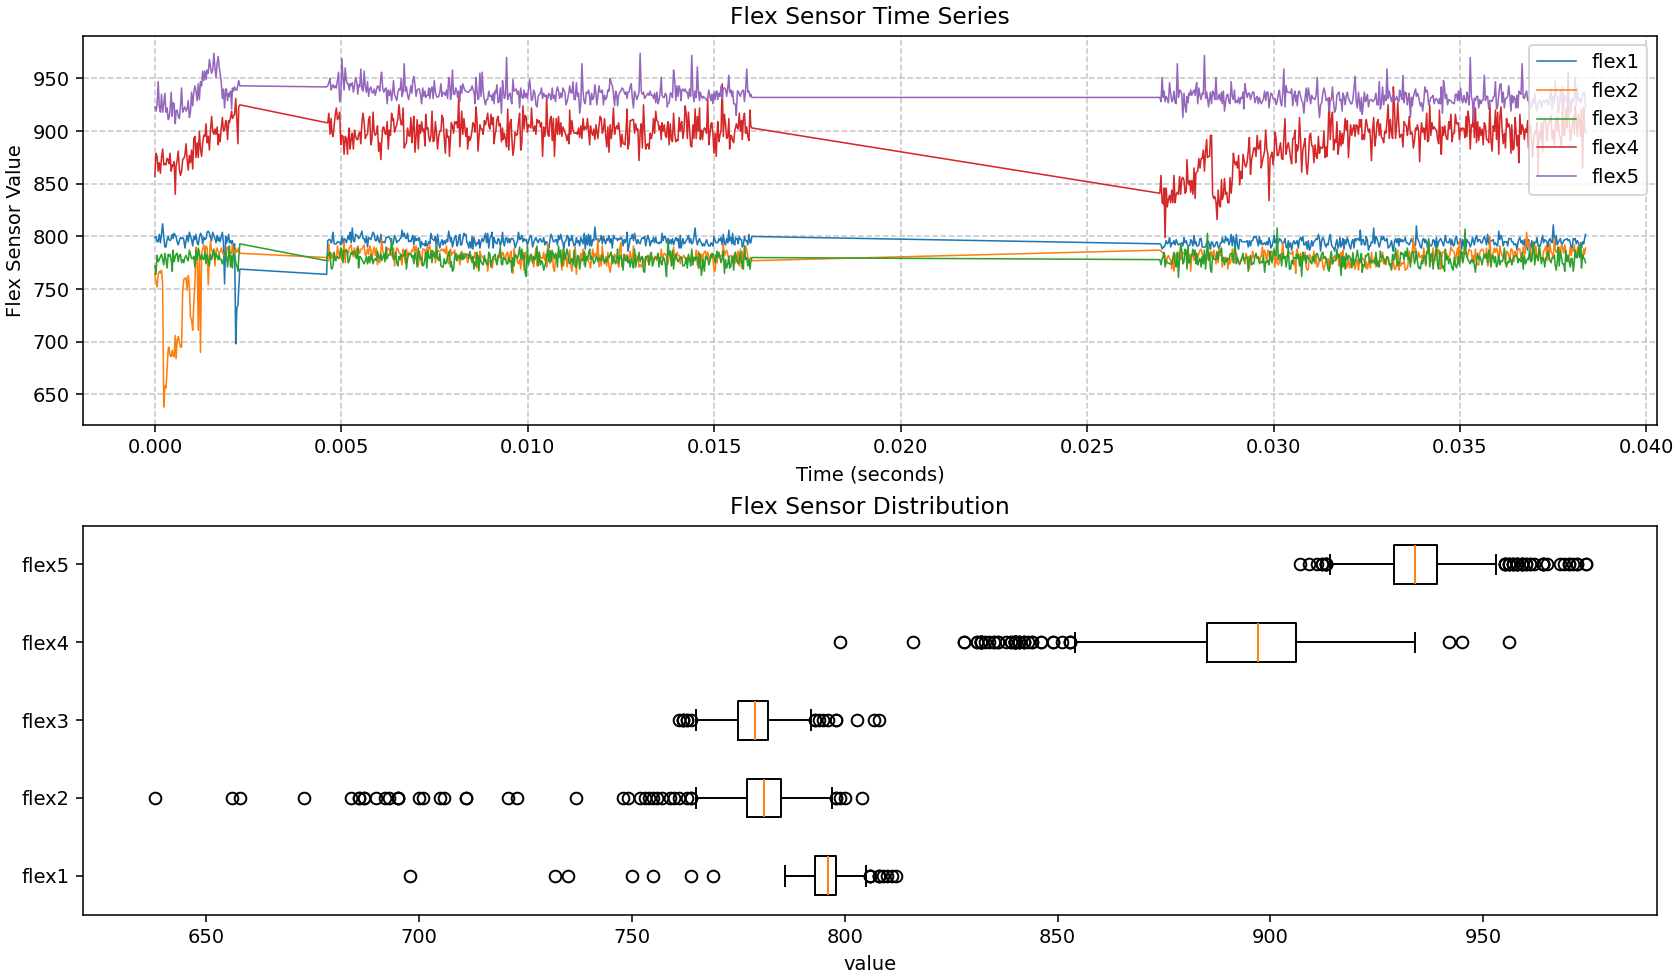 Flex Sensor Time Series
Flex Sensor Value
950
900
850
800
750
700
650
flex1
flex2
flex3
flex4
flex5
0.000 0.005 0.010 0.015 0.020 0.025 0.030 0.035 0.040
Time (seconds)
Flex Sensor Distribution
flex5
flex4
flex3
flex2
flex1
650 700 750 800 850 900 950
value